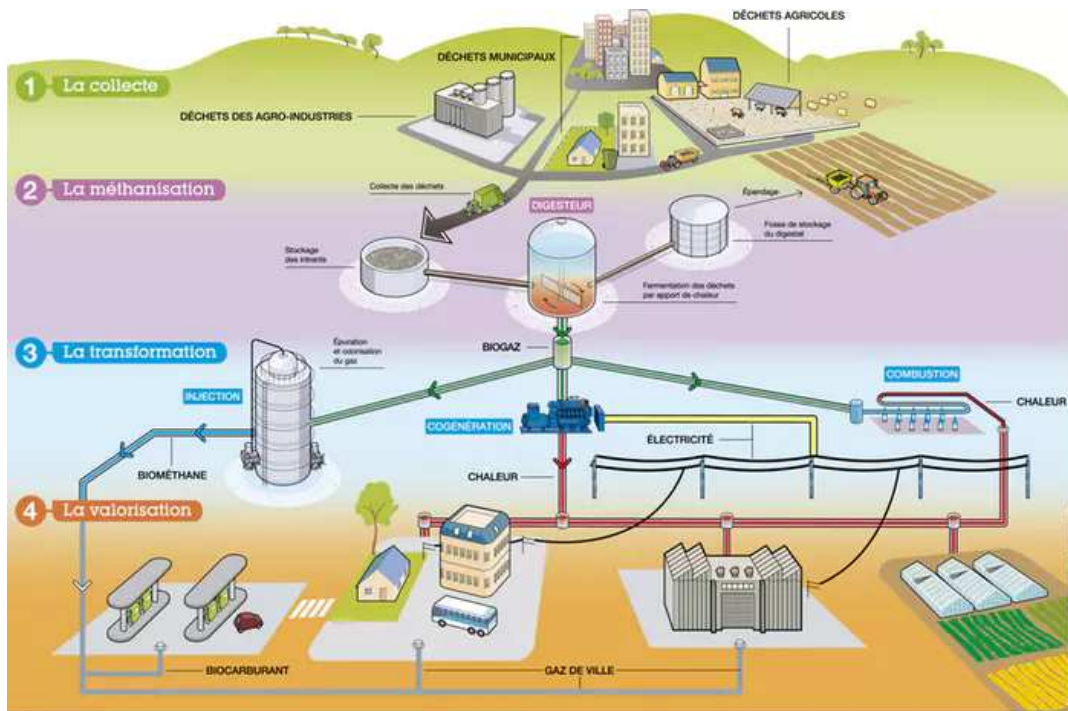 DÉCHETS AGRICOLES
DÉCHETS MUNICIPAUX
1 La collecte
DÉCHETS DES AGRO-INDUSTRIES
2 La méthanisation
Collecte des déchets
DIGESTEUR
Épandage
Fosse de stockage
du digestat
Stockage
des intrants
Fermentation des déchets
par apport de chaleur
3 La transformation
Épuration
et odorisation
du gaz
BIOGAZ
INJECTION
COMBUSTION
CHALEUR
COGÉNÉRATION
ÉLECTRICITÉ
BIOMÉTHANE
CHALEUR
4 La valorisation
BIOCARBURANT
GAZ DE VILLE